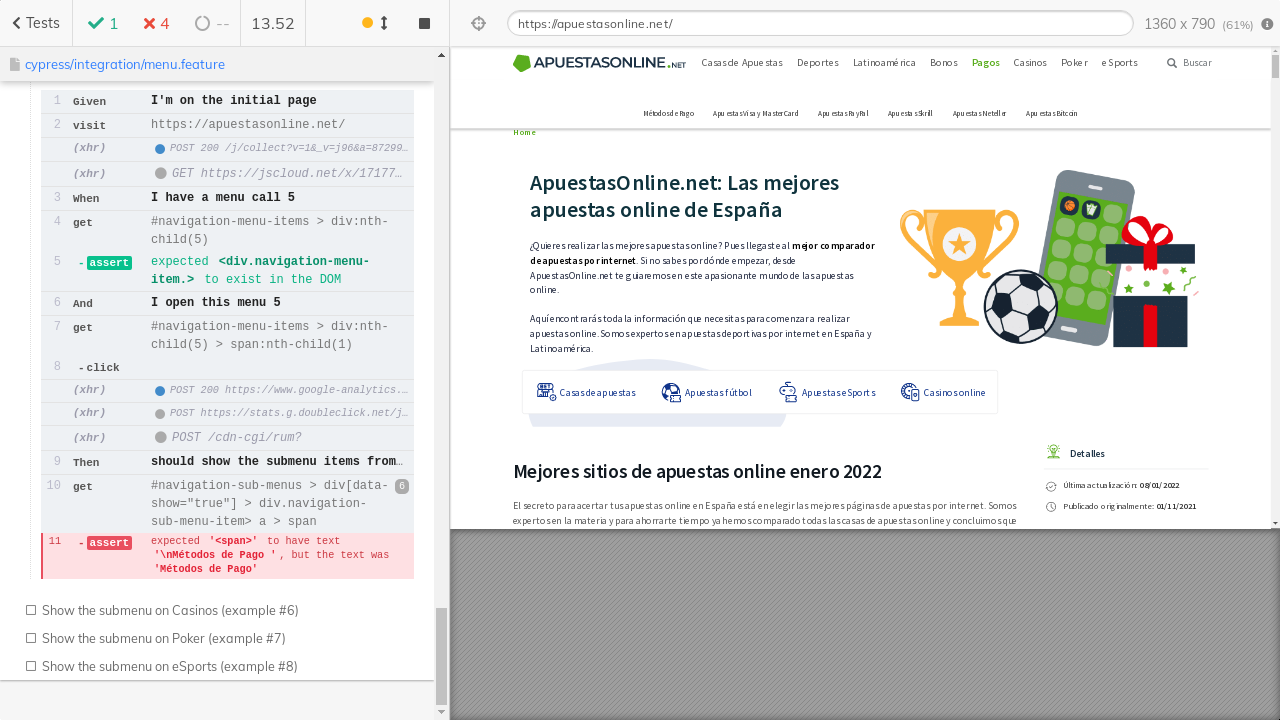 Tests
1
4
--
13.52
https://apuestasonline.net/
1360 x 790 (61%)
cypress/integration/menu.feature
1 Given I'm on the initial page
2 visit https://apuestasonline.net/
(xhr) POST 200 /j/collect?v=1&_v=j96&a=87299…
(xhr) GET https://jscloud.net/x/17177…
3 When I have a menu call 5
4 get #navigation-menu-items > div:nth-
child(5)
5 -assert expected <div.navigation-menu-
item.> to exist in the DOM
6 And I open this menu 5
7 get #navigation-menu-items > div:nth-
child(5) > span:nth-child(1)
8 -click
(xhr) POST 200 https://www.google-analytics.…
(xhr) POST https://stats.g.doubleclick.net/j…
(xhr) POST /cdn-cgi/rum?
9 Then should show the submenu items from…
10 get #navigation-sub-menus > div[data- 6
show="true"] > div.navigation-
sub-menu-item> a > span
11 -assert expected '<span>' to have text
'\nMétodos de Pago ', but the text was
'Métodos de Pago'
Show the submenu on Casinos (example #6)
Show the submenu on Poker (example #7)
Show the submenu on eSports (example #8)
APUESTASONLINE.NET
Casas de Apuestas Deportes Latinoamérica Bonos Pagos Casinos Poker eSports Buscar
Métodos de Pago Apuestas Visa y MasterCard Apuestas PayPal Apuesta Skrill Apuestas Neteller Apuestas Bitcoin
Home
ApuestasOnline.net: Las mejores
apuestas online de España
¿Quieres realizar las mejores apuestas online? Pues llegaste al mejor comparador
de apuestas por internet. Si no sabes por dónde empezar, desde
ApuestasOnline.net te guiaremos en este apasionante mundo de las apuestas
online.
Aquí encontrarás toda la información que necesitas para comenzar a realizar
apuestas online. Somos expertos en apuestas deportivas por internet en España y
Latinoamérica.
Casas de apuestas Apuestas fútbol Apuestas eSports Casinos online
Mejores sitios de apuestas online enero 2022
El secreto para acertar tus apuestas online en España está en elegir las mejores páginas de apuestas por internet. Somos
expertos en la materia y para ahorrarte tiempo ya hemos comparado todas las casas de apuestas online y concluimos que
Detalles
Última actualización: 08/01/2022
Publicado originalmente: 01/11/2021